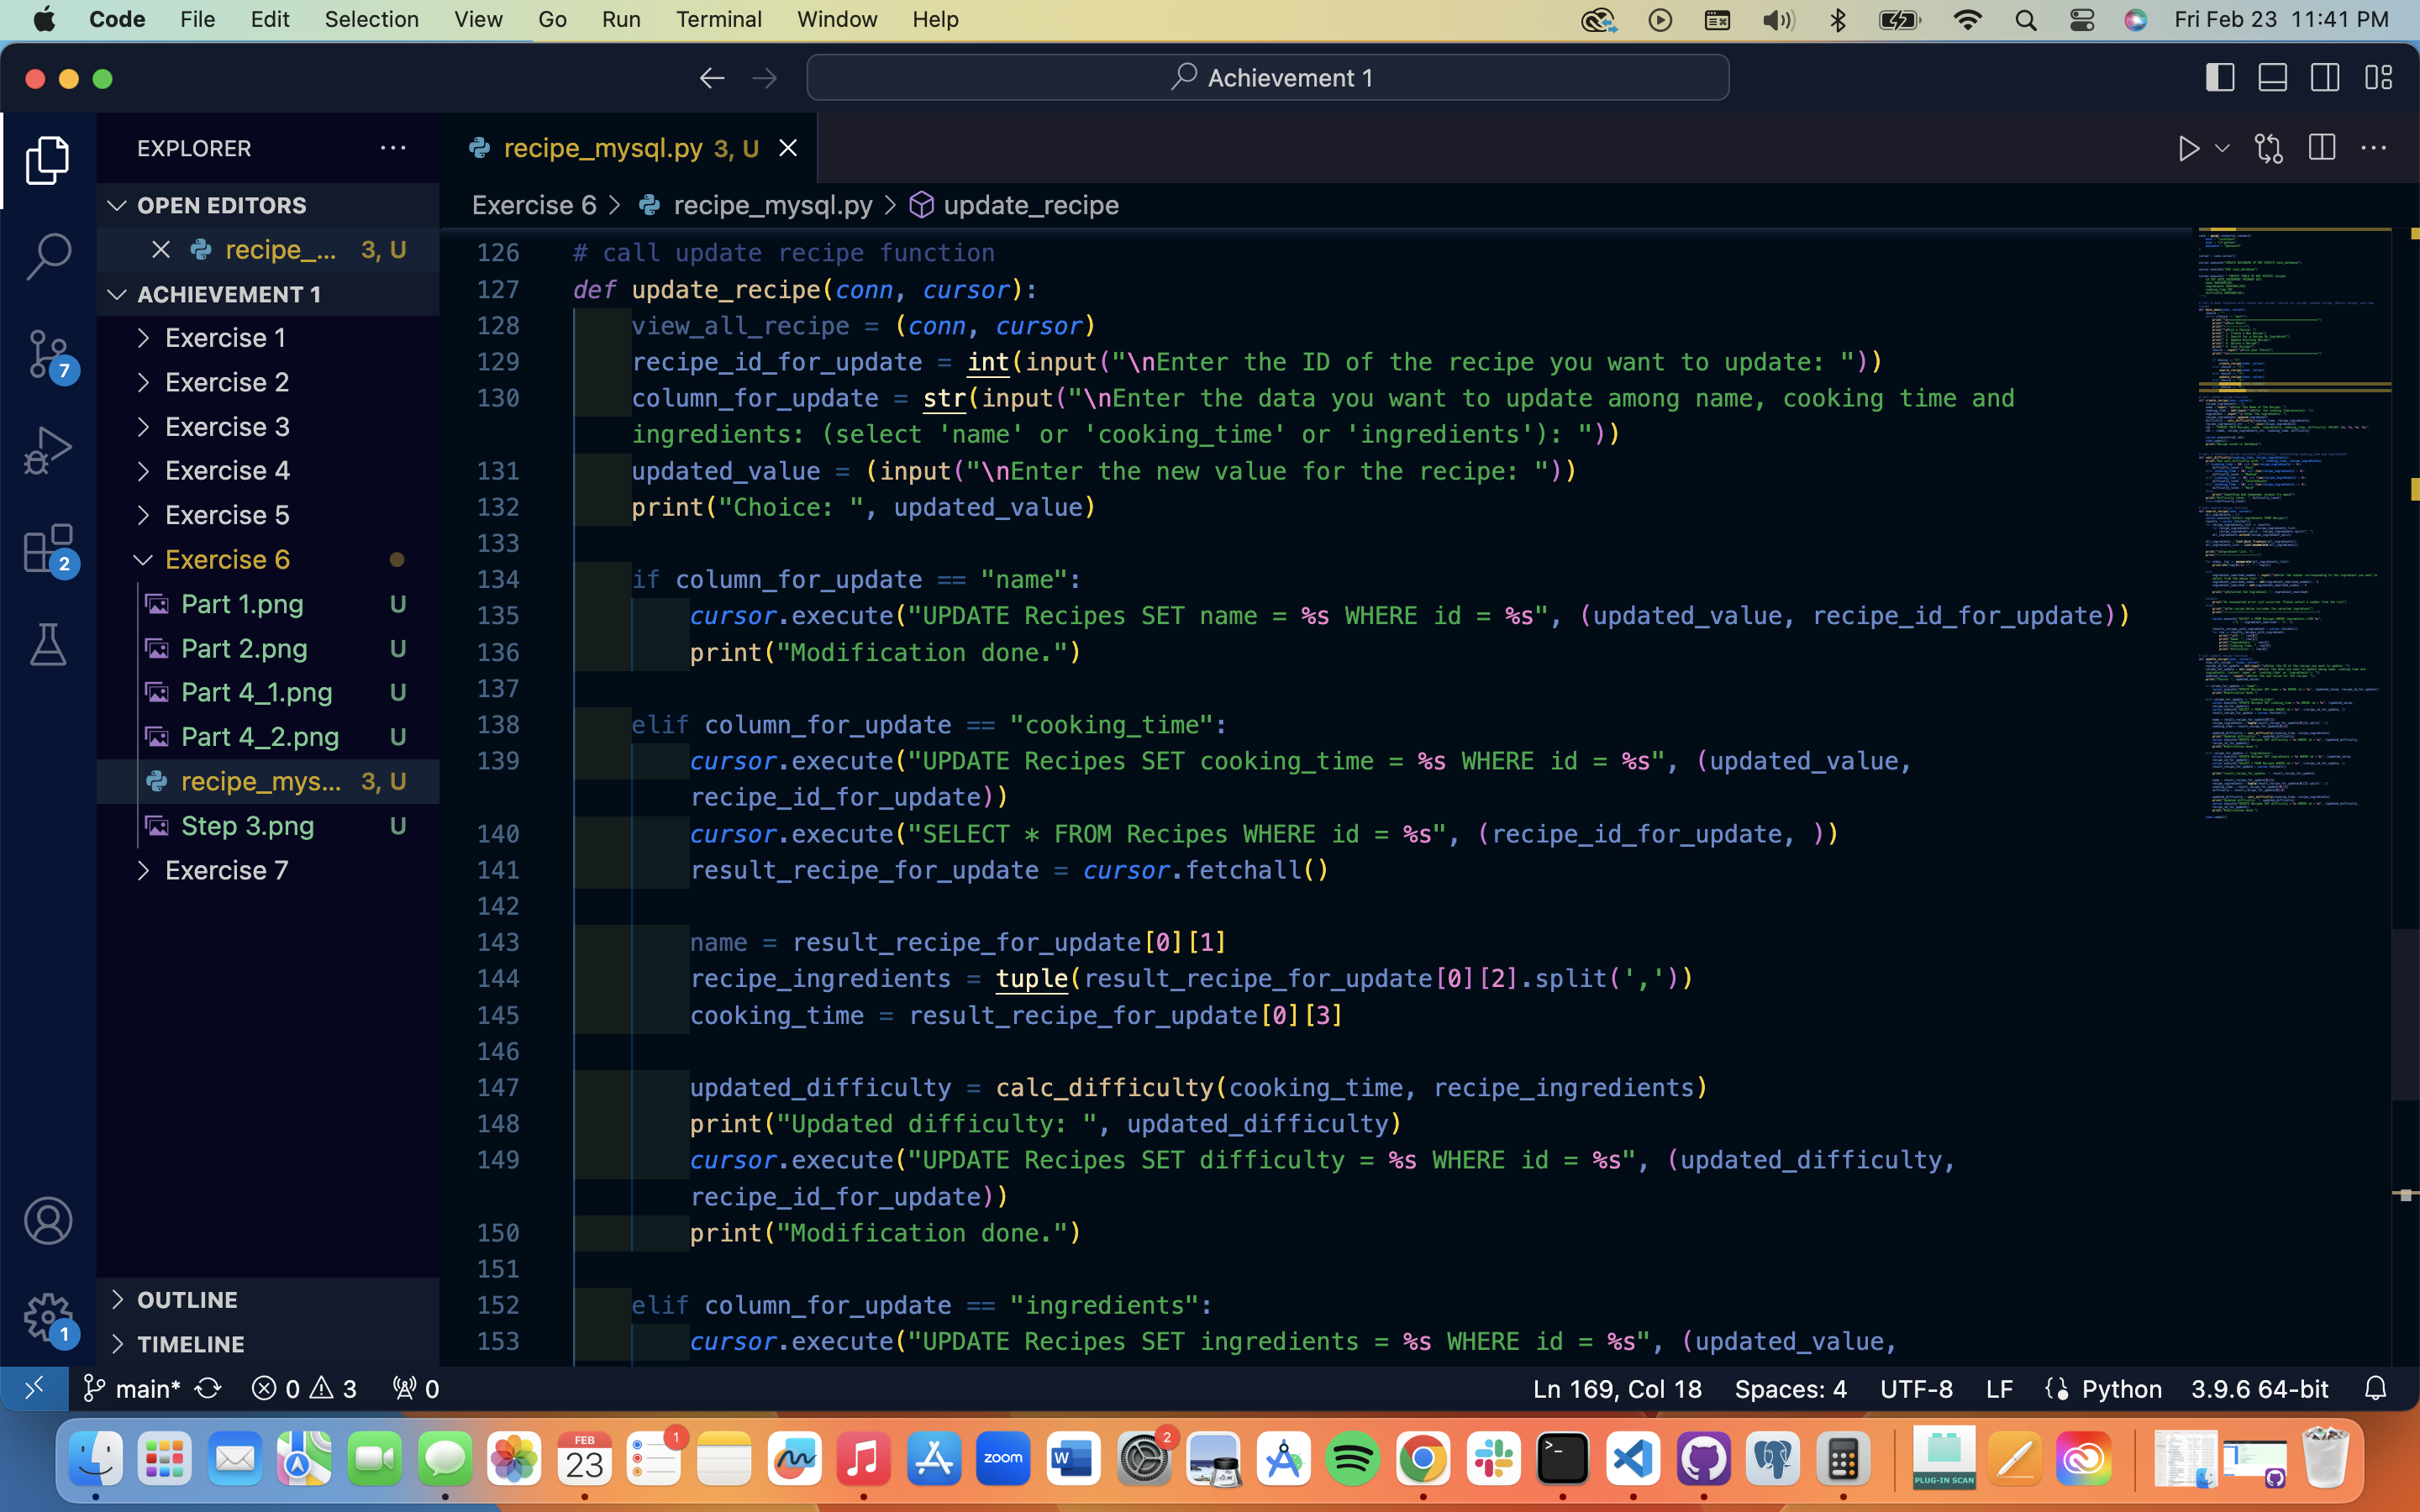 Code File Edit Selection View Go Run Terminal Window Help Fri Feb 23 11:41 PM
Achievement 1
EXPLORER
recipe_mysql.py 3, U
OPEN EDITORS
Exercise 6 > recipe_mysql.py > update_recipe
recipe_... 3, U
ACHIEVEMENT 1
Exercise 1
Exercise 2
Exercise 3
Exercise 4
Exercise 5
Exercise 6
Part 1.png U
Part 2.png U
Part 4_1.png U
Part 4_2.png U
recipe_mys... 3, U
Step 3.png U
Exercise 7
OUTLINE
TIMELINE
7
2
1
126 # call update recipe function
127 def update_recipe(conn, cursor):
128 view_all_recipe = (conn, cursor)
129 recipe_id_for_update = int(input("\nEnter the ID of the recipe you want to update: "))
130 column_for_update = str(input("\nEnter the data you want to update among name, cooking time and
ingredients: (select 'name' or 'cooking_time' or 'ingredients'): "))
131 updated_value = (input("\nEnter the new value for the recipe: "))
132 print("Choice: ", updated_value)
133
134 if column_for_update == "name":
135 cursor.execute("UPDATE Recipes SET name = %s WHERE id = %s", (updated_value, recipe_id_for_update))
136 print("Modification done.")
137
138 elif column_for_update == "cooking_time":
139 cursor.execute("UPDATE Recipes SET cooking_time = %s WHERE id = %s", (updated_value,
recipe_id_for_update))
140 cursor.execute("SELECT * FROM Recipes WHERE id = %s", (recipe_id_for_update, ))
141 result_recipe_for_update = cursor.fetchall()
142
143 name = result_recipe_for_update[0][1]
144 recipe_ingredients = tuple(result_recipe_for_update[0][2].split(','))
145 cooking_time = result_recipe_for_update[0][3]
146
147 updated_difficulty = calc_difficulty(cooking_time, recipe_ingredients)
148 print("Updated difficulty: ", updated_difficulty)
149 cursor.execute("UPDATE Recipes SET difficulty = %s WHERE id = %s", (updated_difficulty,
recipe_id_for_update))
150 print("Modification done.")
151
152 elif column_for_update == "ingredients":
153 cursor.execute("UPDATE Recipes SET ingredients = %s WHERE id = %s", (updated_value,
main* 0 3 0 Ln 169, Col 18 Spaces: 4 UTF-8 LF Python 3.9.6 64-bit
FEB
23
1
zoom
W
2
PLUG-IN SCAN